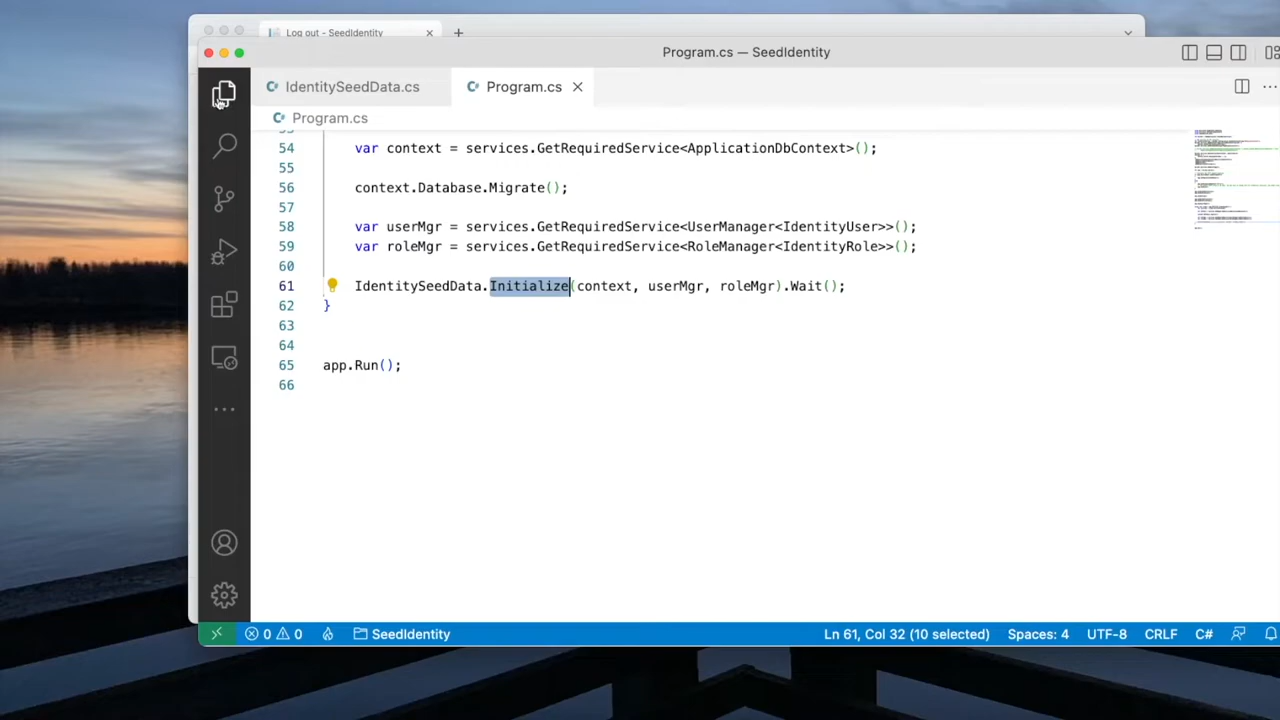 Log out - SeedIdentity
Program.cs — SeedIdentity
IdentitySeedData.cs
Program.cs
Program.cs
54 var context = services.GetRequiredService<ApplicationDbContext>();
55
56 context.Database.Migrate();
57
58 var userMgr = services.GetRequiredService<UserManager<IdentityUser>>();
59 var roleMgr = services.GetRequiredService<RoleManager<IdentityRole>>();
60
61 IdentitySeedData.Initialize(context, userMgr, roleMgr).Wait();
62 }
63
64
65 app.Run();
66
0 0 SeedIdentity Ln 61, Col 32 (10 selected) Spaces: 4 UTF-8 CRLF C#